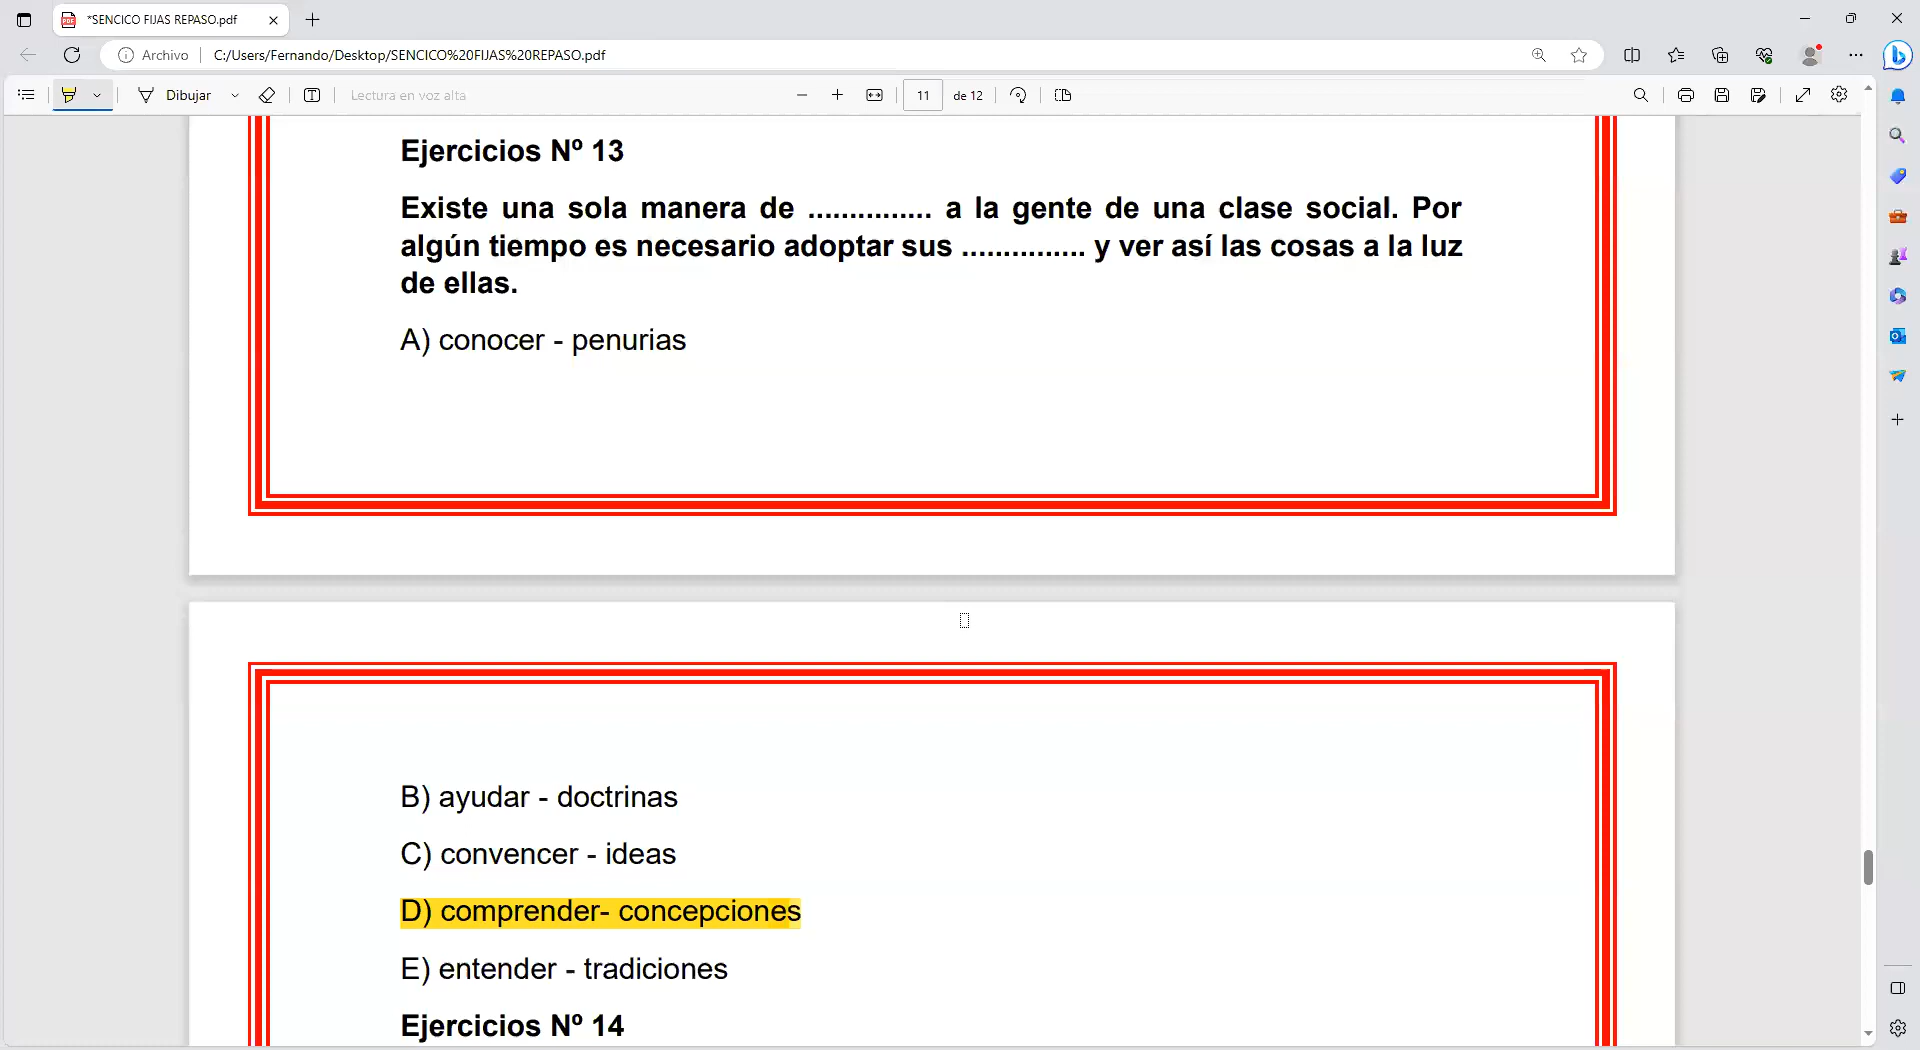 *SENCICO FIJAS REPASO.pdf
Archivo
C:/Users/Fernando/Desktop/SENCICO%20FIJAS%20REPASO.pdf
Dibujar
Lectura en voz alta
11 de 12
Ejercicios Nº 13
Existe una sola manera de ............... a la gente de una clase social. Por
algún tiempo es necesario adoptar sus ............... y ver así las cosas a la luz
de ellas.
A) conocer - penurias
B) ayudar - doctrinas
C) convencer - ideas
D) comprender- concepciones
E) entender - tradiciones
Ejercicios Nº 14